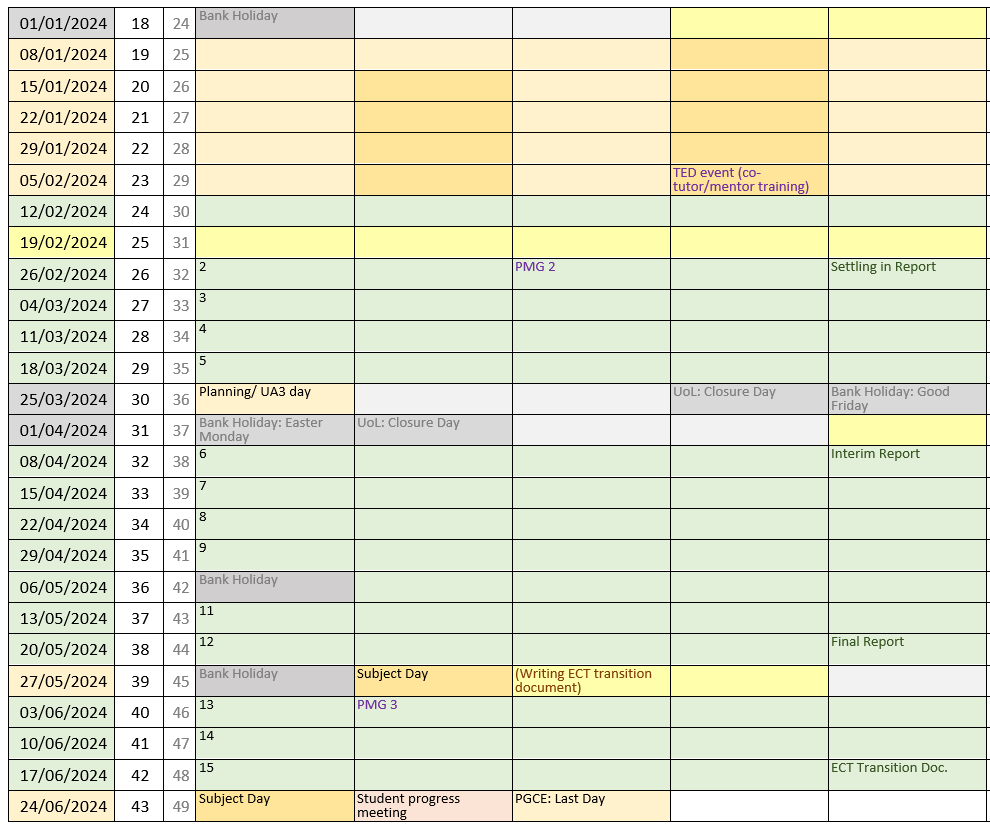 01/01/2024 18 24 Bank Holiday
08/01/2024 19 25
15/01/2024 20 26
22/01/2024 21 27
29/01/2024 22 28
05/02/2024 23 29 TED event (co-
tutor/mentor training)
12/02/2024 24 30
19/02/2024 25 31
26/02/2024 26 32 2 PMG 2 Settling in Report
04/03/2024 27 33 3
11/03/2024 28 34 4
18/03/2024 29 35 5
25/03/2024 30 36 Planning/ UA3 day UoL: Closure Day Bank Holiday: Good
Friday
01/04/2024 31 37 Bank Holiday: Easter
Monday UoL: Closure Day
08/04/2024 32 38 6 Interim Report
15/04/2024 33 39 7
22/04/2024 34 40 8
29/04/2024 35 41 9
06/05/2024 36 42 Bank Holiday
13/05/2024 37 43 11
20/05/2024 38 44 12 Final Report
27/05/2024 39 45 Bank Holiday Subject Day (Writing ECT transition
document)
03/06/2024 40 46 13 PMG 3
10/06/2024 41 47 14
17/06/2024 42 48 15 ECT Transition Doc.
24/06/2024 43 49 Subject Day Student progress
meeting PGCE: Last Day